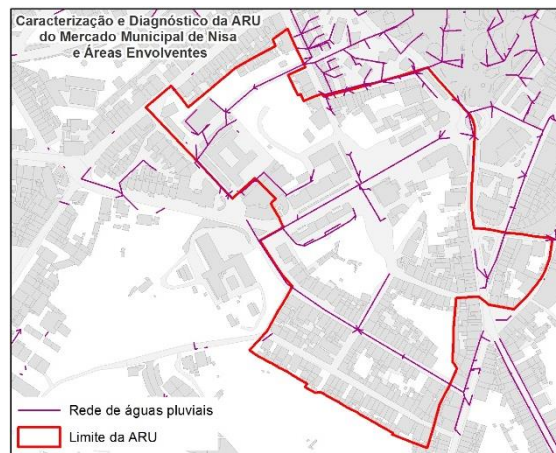 Caracterização e Diagnóstico da ARU
do Mercado Municipal de Nisa
e Áreas Envolventes
Rede de águas pluviais
Limite da ARU